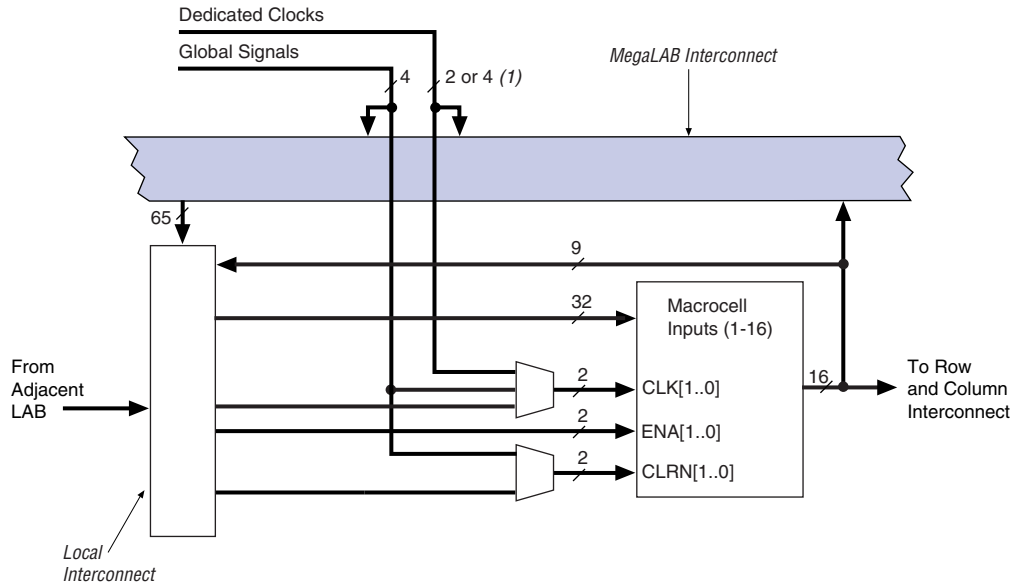 Dedicated Clocks
Global Signals
MegaLAB Interconnect
4
2 or 4 (1)
65
9
32
Macrocell
Inputs (1-16)
From
Adjacent
LAB
2
CLK[1..0]
16
To Row
and Column
Interconnect
2
ENA[1..0]
2
CLRN[1..0]
Local
Interconnect